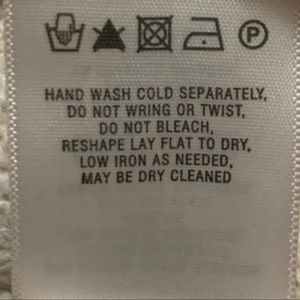 P
HAND WASH COLD SEPARATELY,
DO NOT WRING OR TWIST,
DO NOT BLEACH,
RESHAPE LAY FLAT TO DRY,
LOW IRON AS NEEDED,
MAY BE DRY CLEANED